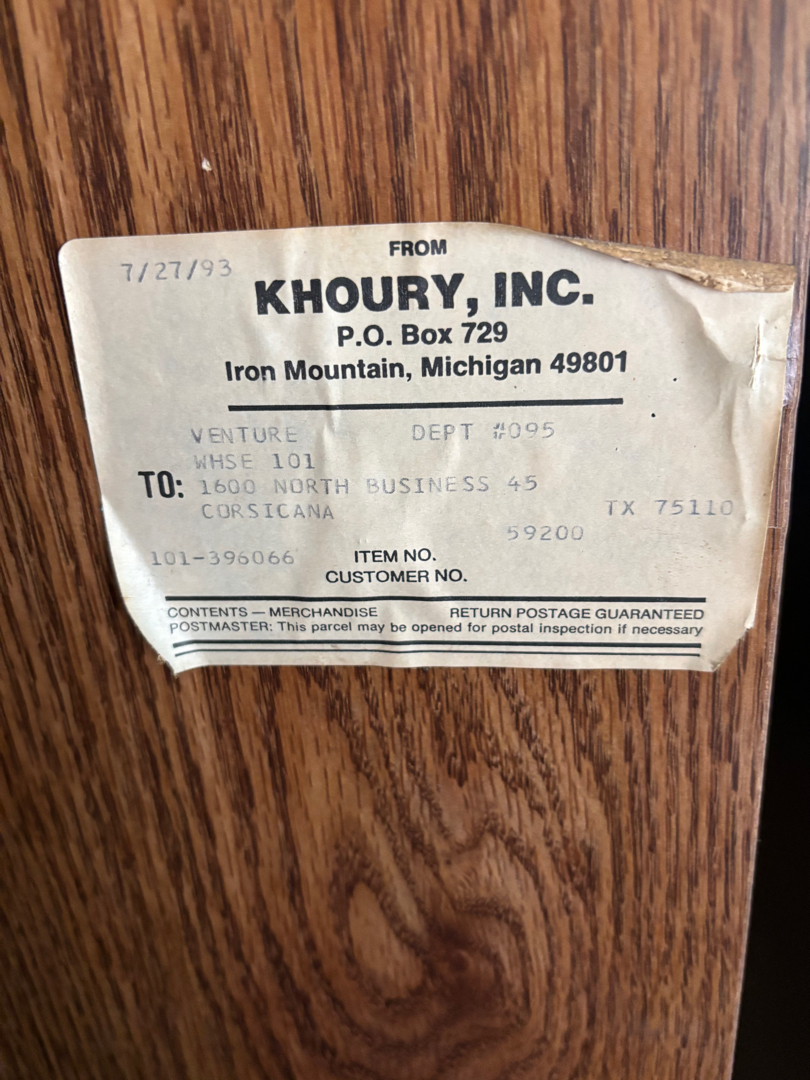 7/27/93
FROM
KHOURY, INC.
P.O. Box 729
Iron Mountain, Michigan 49801
VENTURE DEPT #095
WHSE 101
TO: 1600 NORTH BUSINESS 45
CORSICANA TX 75110
59200
101-396066 ITEM NO.
CUSTOMER NO.
CONTENTS — MERCHANDISE RETURN POSTAGE GUARANTEED
POSTMASTER: This parcel may be opened for postal inspection if necessary